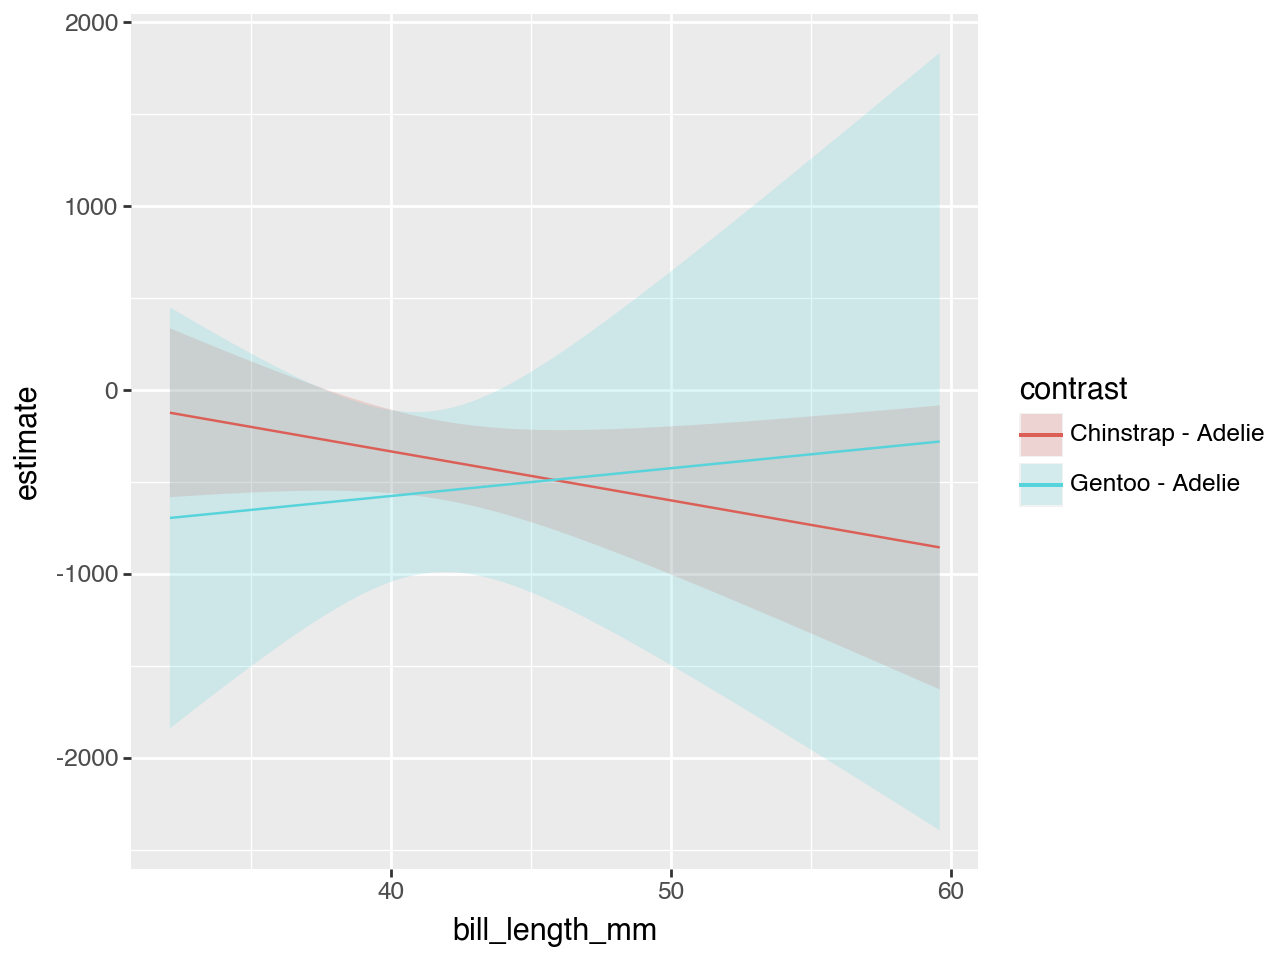 2000
1000
0
-1000
-2000
estimate
40
50
60
bill_length_mm
contrast
Chinstrap - Adelie
Gentoo - Adelie